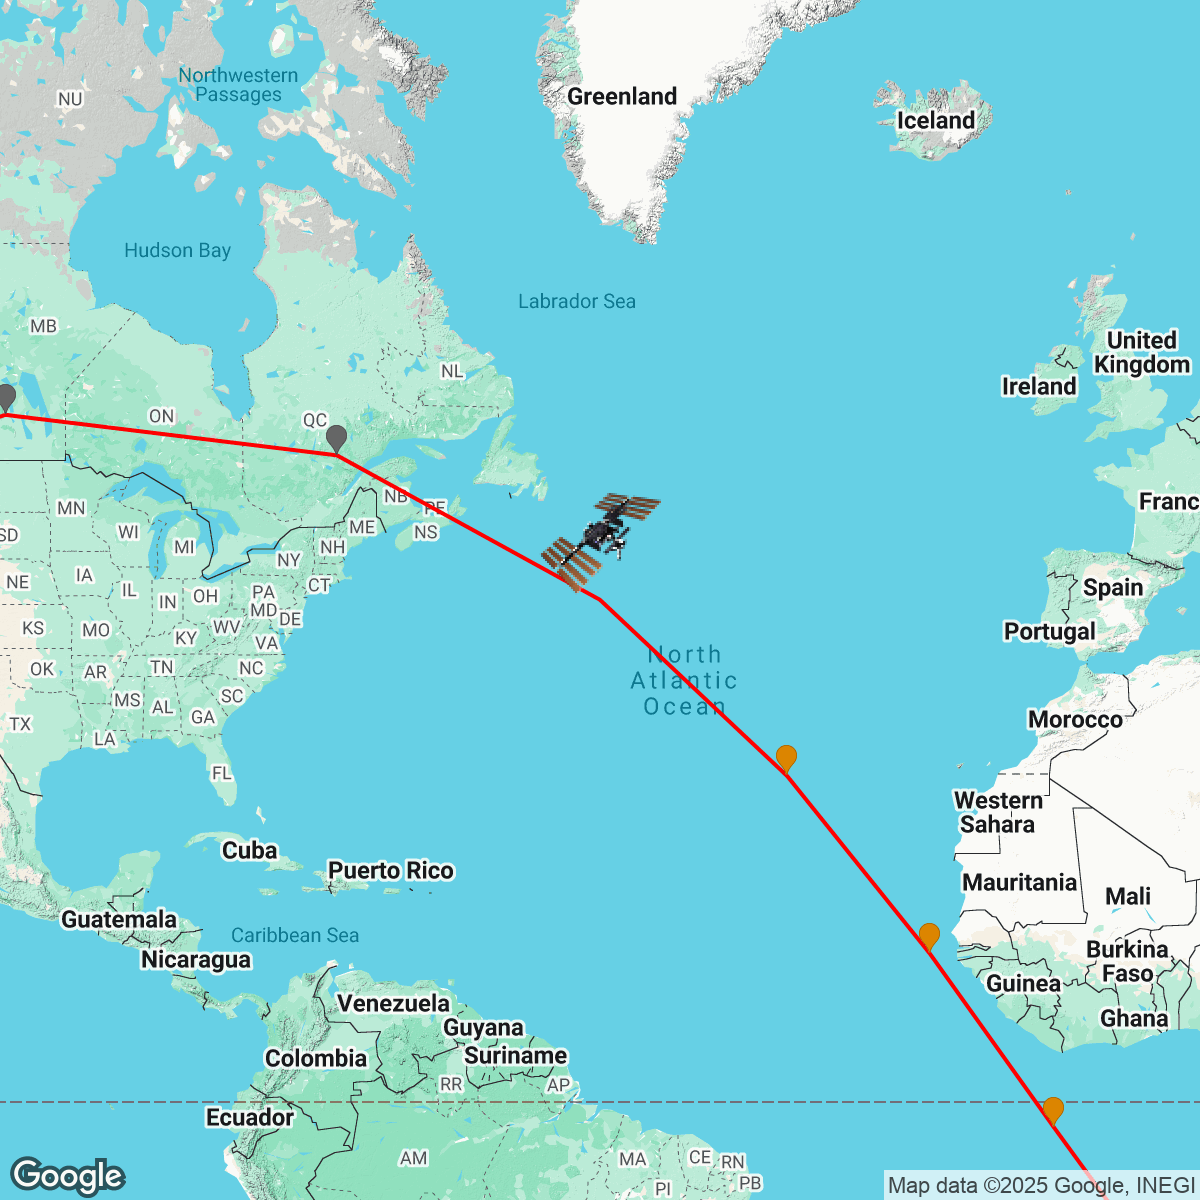 Northwestern
Passages
NU
Greenland
Iceland
Hudson Bay
Labrador Sea
MB
United
Kingdom
NL
Ireland
ON
QC
NB
PE
Franc
MN
ME
NS
WI
SD
MI
NH
NY
IA
NE
CT
Spain
IL
OH
PA
IN
MD
DE
KS
MO
WV
KY
VA
Portugal
North
Atlantic
Ocean
OK
AR
TN
NC
SC
MS
AL
GA
TX
Morocco
LA
FL
Western
Sahara
Cuba
Puerto Rico
Mauritania
Mali
Guatemala
Caribbean Sea
Burkina
Faso
Nicaragua
Guinea
Venezuela
Ghana
Guyana
Colombia
Suriname
RR
AP
Ecuador
AM
MA
CE
RN
PI
PB
Google
Map data ©2025 Google, INEGI